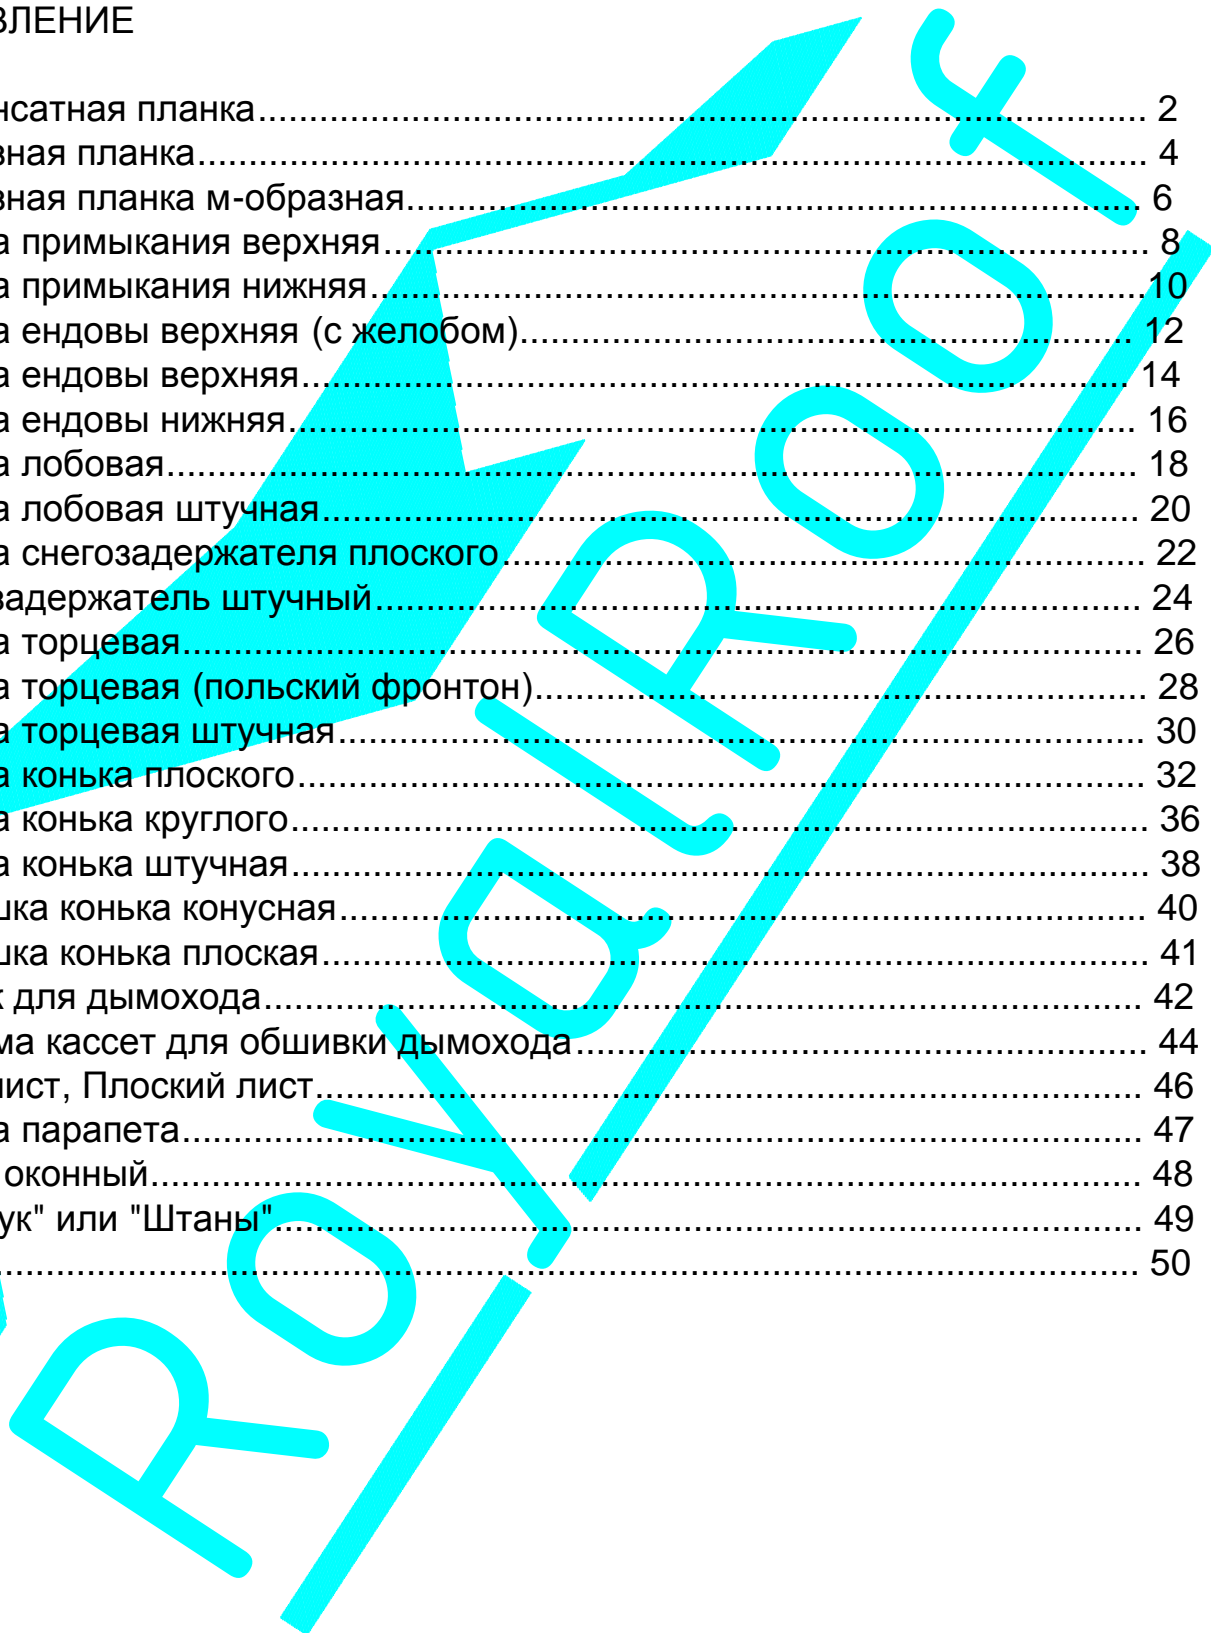 ВЛЕНИЕ
нсатная планка.......... 2
зная планка.......... 4
зная планка м-образная.......... 6
а примыкания верхняя.......... 8
а примыкания нижняя..........10
а ендовы верхняя (с желобом).......... 12
а ендовы верхняя.......... 14
а ендовы нижняя.......... 16
а лобовая.......... 18
а лобовая штучная.......... 20
а снегозадержателя плоского.......... 22
задержатель штучный.......... 24
а торцевая.......... 26
а торцевая (польский фронтон).......... 28
а торцевая штучная.......... 30
а конька плоского.......... 32
а конька круглого.......... 36
а конька штучная.......... 38
шка конька конусная.......... 40
шка конька плоская.......... 41
к для дымохода.......... 42
ма кассет для обшивки дымохода.......... 44
лист, Плоский лист.......... 46
а парапета.......... 47
оконный.......... 48
ук" или "Штаны".......... 49
.......... 50
RoyalRoof